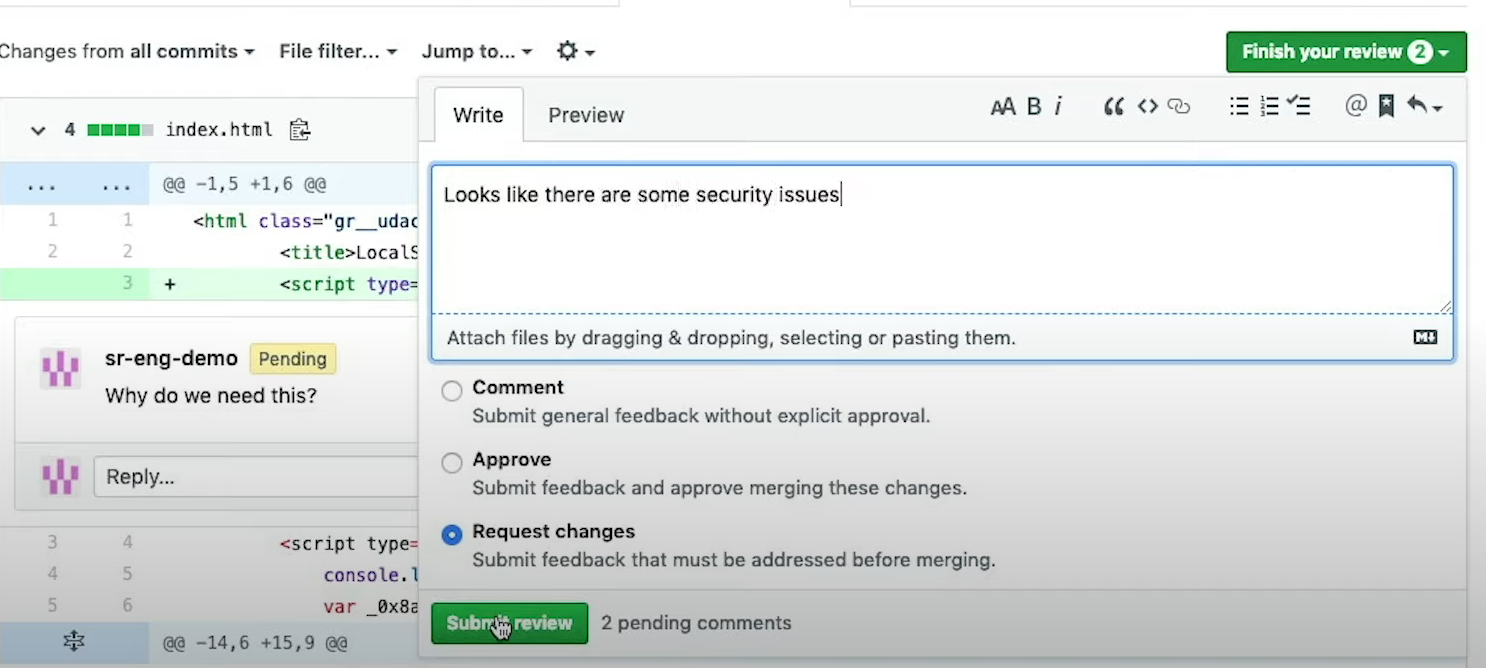 Changes from all commits File filter... Jump to... Finish your review 2
4 index.html
Write Preview
AA B i
... ... @@ -1,5 +1,6 @@
1 1 <html class="gr__udac
2 2 <title>LocalS
3 + <script type=
Looks like there are some security issues
Attach files by dragging & dropping, selecting or pasting them.
sr-eng-demo Pending
Why do we need this?
Reply...
Comment
Submit general feedback without explicit approval.
Approve
Submit feedback and approve merging these changes.
Request changes
Submit feedback that must be addressed before merging.
3 4 <script type=
4 5 console.l
5 6 var _0x8a
@@ -14,6 +15,9 @@
Submit review 2 pending comments